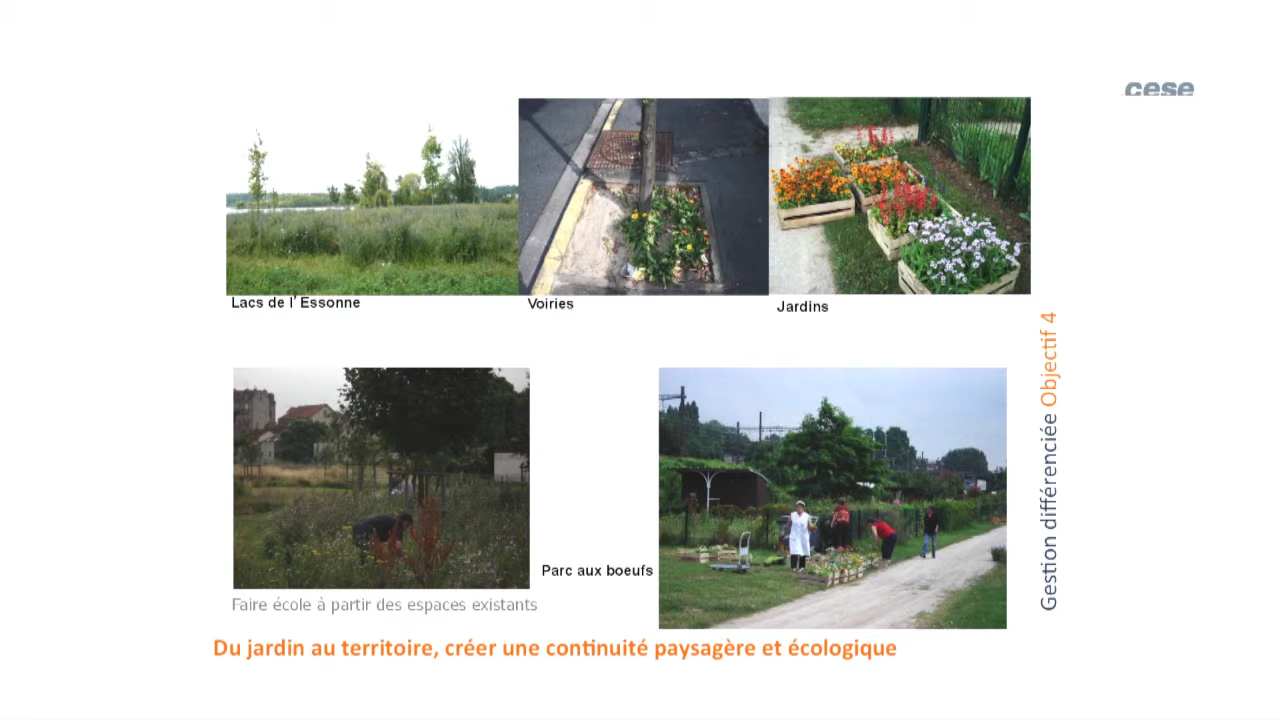 cese
Lacs de l’Essonne
Voiries
Jardins
Gestion différenciée Objectif 4
Parc aux boeufs
Faire école à partir des espaces existants
Du jardin au territoire, créer une continuité paysagère et écologique